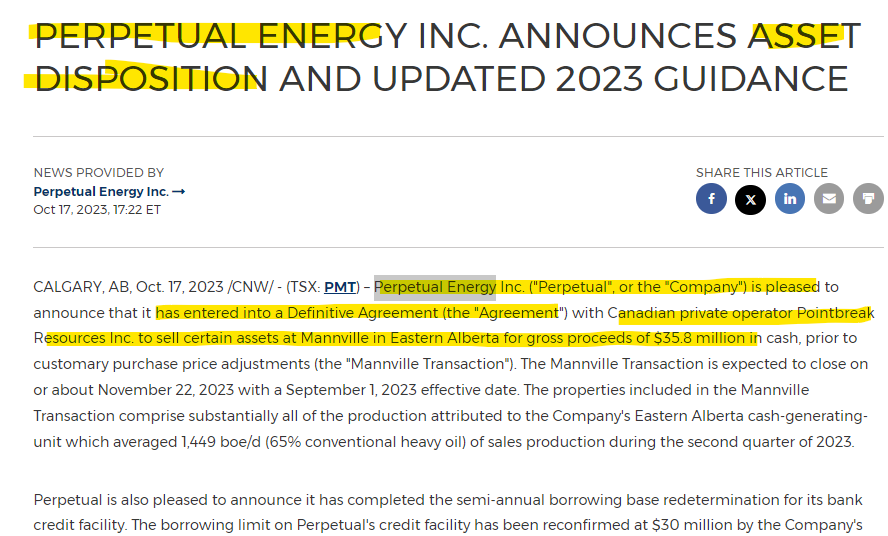 PERPETUAL ENERGY INC. ANNOUNCES ASSET
DISPOSITION AND UPDATED 2023 GUIDANCE
NEWS PROVIDED BY
Perpetual Energy Inc. →
Oct 17, 2023, 17:22 ET
SHARE THIS ARTICLE
CALGARY, AB, Oct. 17, 2023 /CNW/ - (TSX: PMT) – Perpetual Energy Inc. ("Perpetual", or the "Company") is pleased to
announce that it has entered into a Definitive Agreement (the "Agreement") with Canadian private operator Pointbreak
Resources Inc. to sell certain assets at Mannville in Eastern Alberta for gross proceeds of $35.8 million in cash, prior to
customary purchase price adjustments (the "Mannville Transaction"). The Mannville Transaction is expected to close on
or about November 22, 2023 with a September 1, 2023 effective date. The properties included in the Mannville
Transaction comprise substantially all of the production attributed to the Company's Eastern Alberta cash-generating-
unit which averaged 1,449 boe/d (65% conventional heavy oil) of sales production during the second quarter of 2023.
Perpetual is also pleased to announce it has completed the semi-annual borrowing base redetermination for its bank
credit facility. The borrowing limit on Perpetual's credit facility has been reconfirmed at $30 million by the Company's